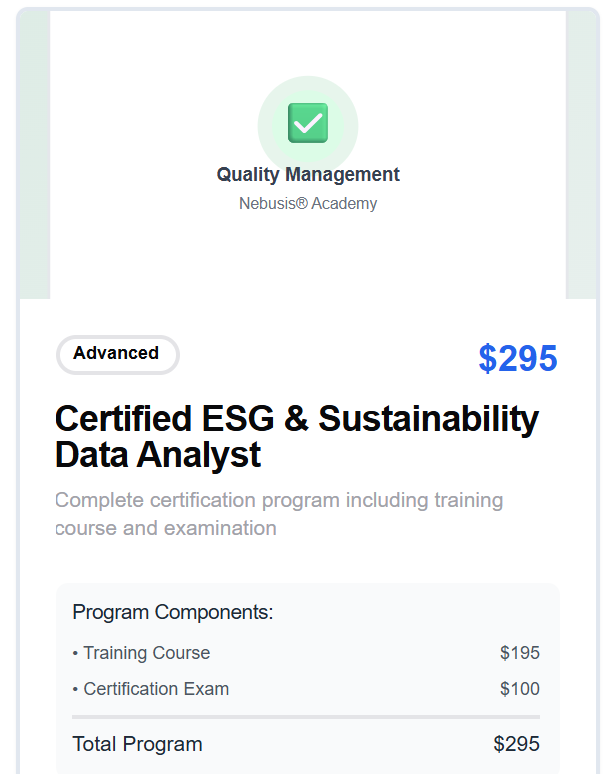 Quality Management
Nebusis® Academy
Advanced
$295
Certified ESG & Sustainability
Data Analyst
Complete certification program including training
course and examination
Program Components:
• Training Course $195
• Certification Exam $100
Total Program $295